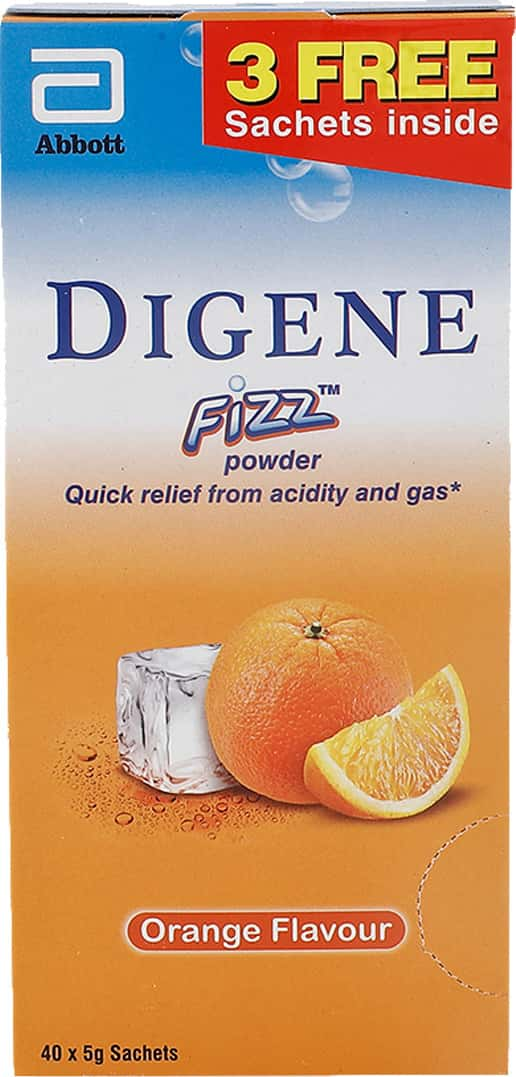 3 FREE
Sachets inside
Abbott
DIGENE
Fizz™
powder
Quick relief from acidity and gas*
Orange Flavour
40 x 5g Sachets